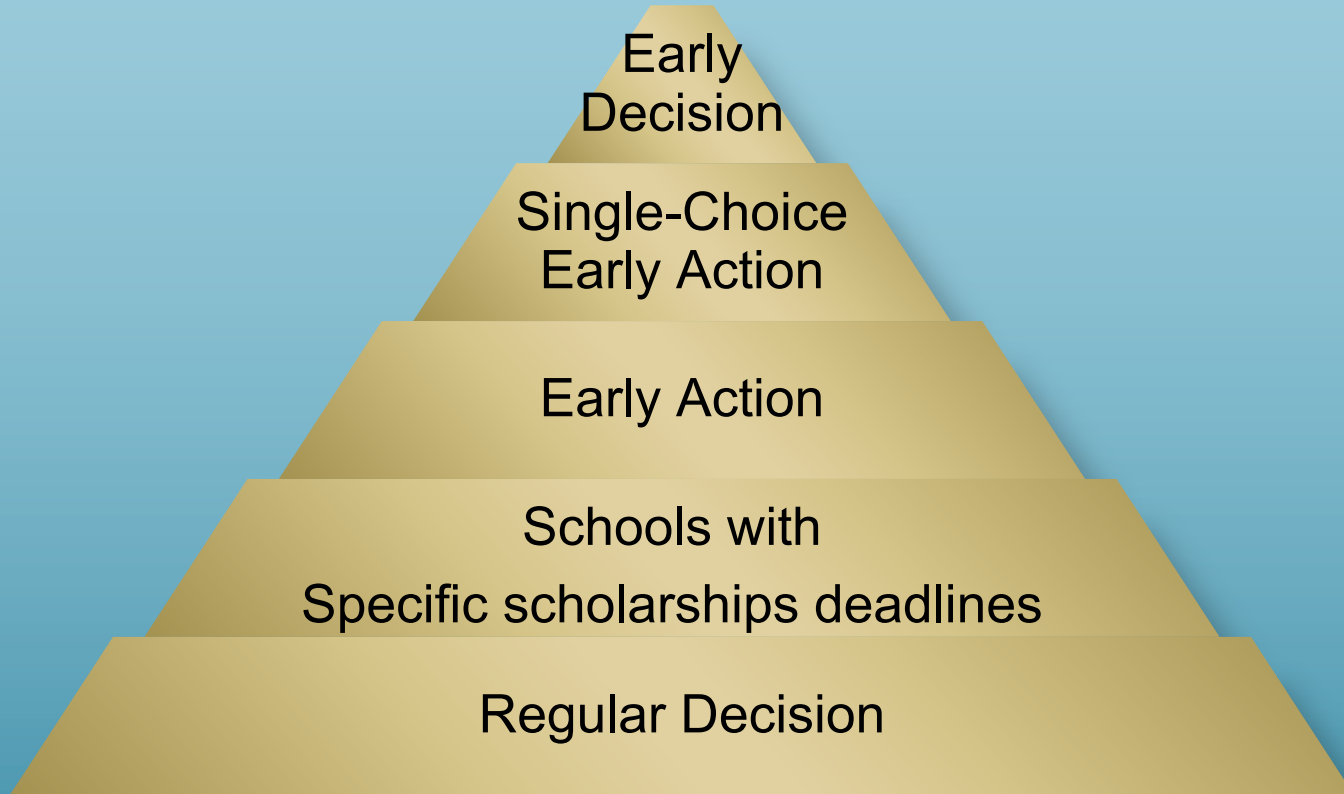 Early
Decision
Single-Choice
Early Action
Early Action
Schools with
Specific scholarships deadlines
Regular Decision